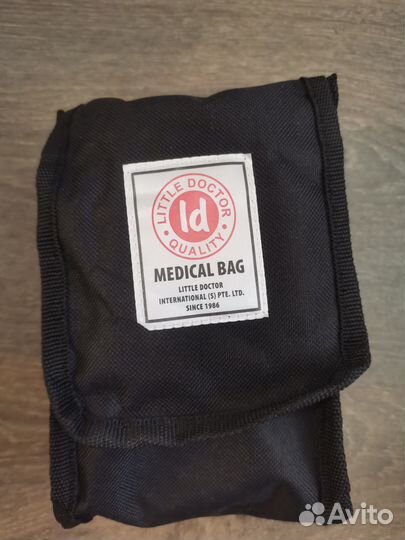 LITTLE DOCTOR
ld
QUALITY
MEDICAL BAG
LITTLE DOCTOR
INTERNATIONAL (S) PTE. LTD.
SINCE 1986
Avito